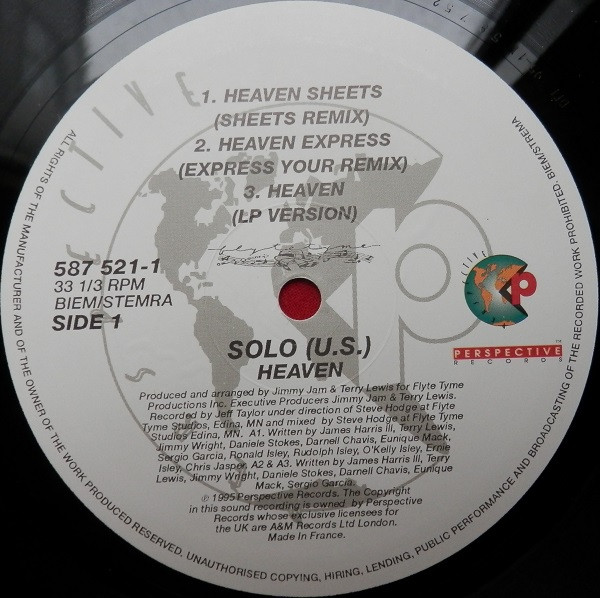 1. HEAVEN SHEETS
(SHEETS REMIX)
2. HEAVEN EXPRESS
(EXPRESS YOUR REMIX)
3. HEAVEN
(LP VERSION)
flyte tyme
587 521-1
33 1/3 RPM
BIEM/STEMRA
SIDE 1
SOLO (U.S.)
HEAVEN
Produced and arranged by Jimmy Jam & Terry Lewis for Flyte Tyme
Productions Inc. Executive Producers Jimmy Jam & Terry Lewis.
Recorded by Jeff Taylor under direction of Steve Hodge at Flyte
Tyme Studios, Edina, MN and mixed by Steve Hodge at Flyte Tyme
Studios Edina, MN. A1. Written by James Harris III, Terry Lewis,
Jimmy Wright, Daniele Stokes, Darnell Chavis, Eunique Mack,
Sergio Garcia, Ronald Isley, Rudolph Isley, O'Kelly Isley, Ernie
Isley, Chris Jasper. A2 & A3. Written by James Harris III, Terry
Lewis, Jimmy Wright, Daniele Stokes, Darnell Chavis, Eunique
Mack, Sergio Garcia.
℗ 1995 Perspective Records. The Copyright
in this sound recording is owned by Perspective
Records whose exclusive licensees for
the UK are A&M Records Ltd London.
Made in France.
ECTIVE
p
PERSPECTIVE
RECORDS
ECTIVE
S
p
ALL RIGHTS OF THE MANUFACTURER AND OF THE OWNER OF THE WORK PRODUCED RESERVED, UNAUTHORISED COPYING, HIRING, LENDING, PUBLIC PERFORMANCE AND BROADCASTING OF THE RECORDED WORK PROHIBITED. BIEM/STREMA